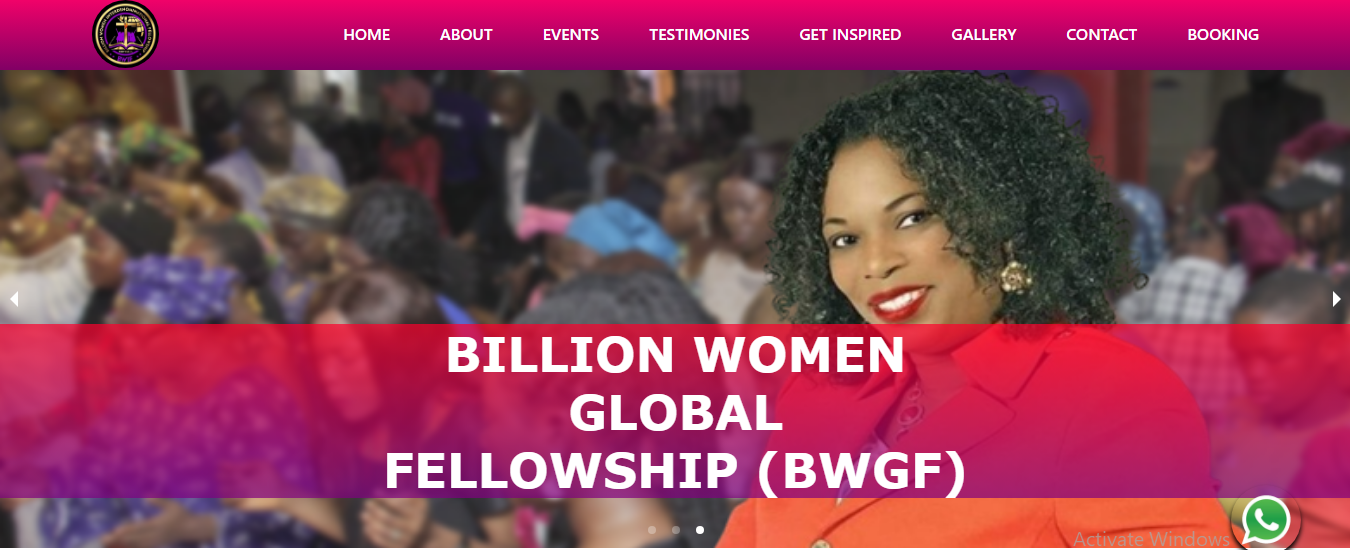 HOME ABOUT EVENTS TESTIMONIES GET INSPIRED GALLERY CONTACT BOOKING
BILLION WOMEN
GLOBAL
FELLOWSHIP (BWGF)
Activate Windows